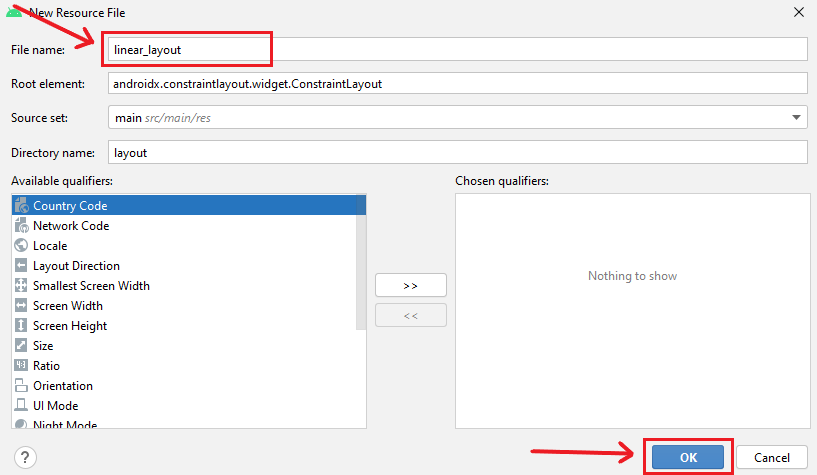 New Resource File
File name: linear_layout
Root element: androidx.constraintlayout.widget.ConstraintLayout
Source set: main src/main/res
Directory name: layout
Available qualifiers:
Chosen qualifiers:
Country Code
Network Code
Locale
Layout Direction
Smallest Screen Width
Screen Width
Screen Height
Size
Ratio
Orientation
UI Mode
Night Mode
>>
<<
Nothing to show
?
OK
Cancel